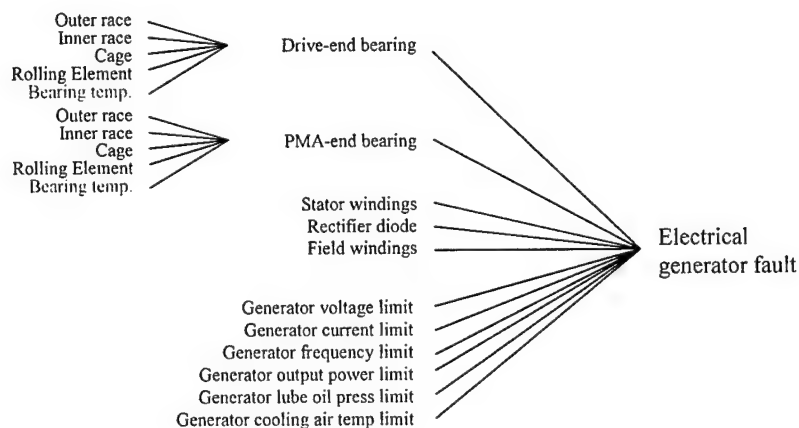 Outer race
Inner race
Cage
Rolling Element
Bearing temp.
Drive-end bearing
Outer race
Inner race
Cage
Rolling Element
Bearing temp.
PMA-end bearing
Stator windings
Rectifier diode
Field windings
Electrical
generator fault
Generator voltage limit
Generator current limit
Generator frequency limit
Generator output power limit
Generator lube oil press limit
Generator cooling air temp limit